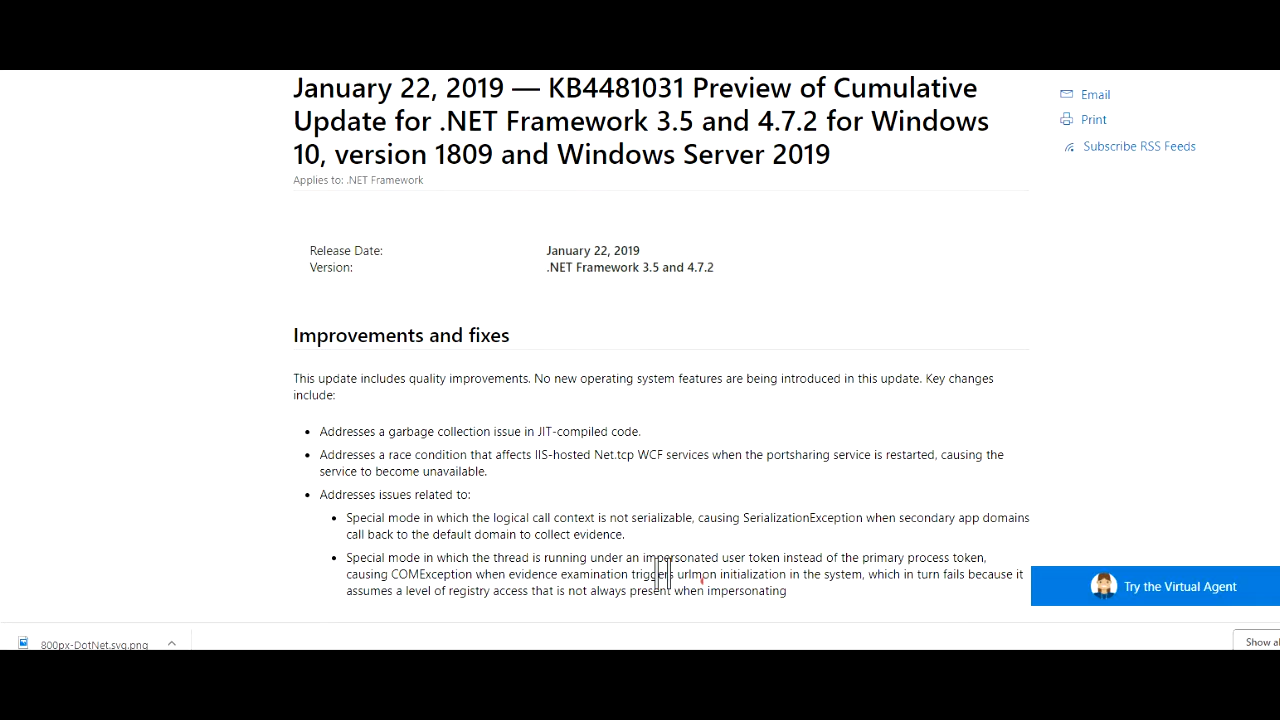 January 22, 2019 — KB4481031 Preview of Cumulative
Update for .NET Framework 3.5 and 4.7.2 for Windows
10, version 1809 and Windows Server 2019
Applies to: .NET Framework
Email
Print
Subscribe RSS Feeds
Release Date: January 22, 2019
Version: .NET Framework 3.5 and 4.7.2
Improvements and fixes
This update includes quality improvements. No new operating system features are being introduced in this update. Key changes
include:
• Addresses a garbage collection issue in JIT-compiled code.
• Addresses a race condition that affects IIS-hosted Net.tcp WCF services when the portsharing service is restarted, causing the
service to become unavailable.
• Addresses issues related to:
• Special mode in which the logical call context is not serializable, causing SerializationException when secondary app domains
call back to the default domain to collect evidence.
• Special mode in which the thread is running under an impersonated user token instead of the primary process token,
causing COMException when evidence examination triggers urlmon initialization in the system, which in turn fails because it
assumes a level of registry access that is not always present when impersonating
Try the Virtual Agent
800px-DotNet.svg.png
Show al